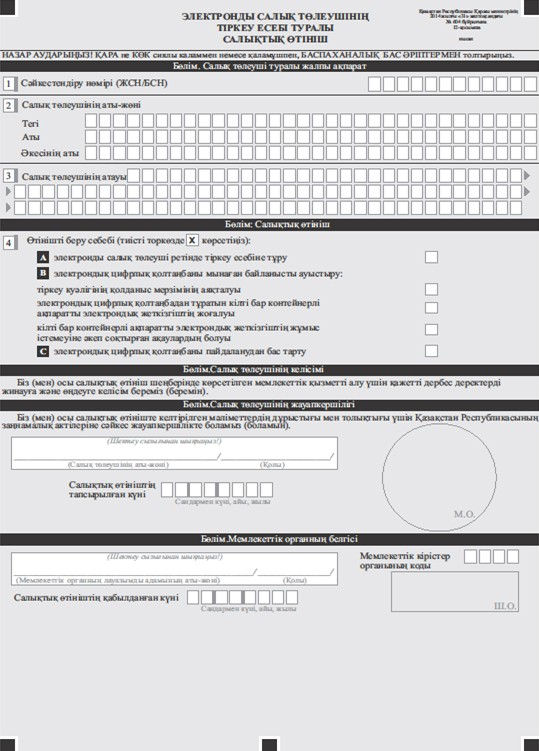 ЭЛЕКТРОНДЫ САЛЫҚ ТӨЛЕУШІНІҢ
ТІРКЕУ ЕСЕБІ ТУРАЛЫ
САЛЫҚТЫҚ ӨТІНІШ
Қазақстан Республикасы Қаржы министрінің
2014 жылғы «31» желтоқсандағы
№ 604 бұйрығына
12-қосымша
нысан
НАЗАР АУДАРЫҢЫЗ! ҚАРА не КӨК сиялы қаламмен немесе қаламұшпен, БАСПАХАНАЛЫҚ БАС ӘРІПТЕРМЕН толтырыңыз.
Бөлім. Салық төлеуші туралы жалпы ақпарат
1 Сәйкестендіру нөмірі (ЖСН/БСН)
2 Салық төлеушінің аты-жөні
Тегі
Аты
Әкесінің аты
3 Салық төлеушінің атауы
Бөлім: Салықтық өтініш
4 Өтінішті беру себебі (тиісті торкөзде X көрсетіңіз):
A электронды салық төлеуші ретінде тіркеу есебіне тұру
B электрондық цифрлық қолтаңбаны мынаған байланысты ауыстыру:
тіркеу куәлігінің қолданыс мерзімінің аяқталуы
электрондық цифрлық қолтаңбадан тұратын кілті бар контейнерлі
ақпаратты электрондық жеткізгіштің жоғалуы
кілті бар контейнерлі ақпаратты электрондық жеткізгіштің жұмыс
істемеуіне әкеп соқтырған ақаулардың болуы
C электрондық цифрлық қолтаңбаны пайдаланудан бас тарту
Бөлім.Салық төлеушінің келісімі
Біз (мен) осы салықтық өтініш шеңберінде көрсетілген мемлекеттік қызметті алу үшін қажетті дербес деректерді
жинауға және өңдеуге келісім береміз (беремін).
Бөлім.Салық төлеушінің жауапкершілігі
Біз (мен) осы салықтық өтініште келтірілген мәліметтердің дұрыстығы мен толықтығы үшін Қазақстан Республикасының
заңнамалық актілеріне сәйкес жауапкершілікте боламыз (боламын).
(Шектеу сызығынан шықпаңыз!)
(Салық төлеушінің аты-жөні) (Қолы)
Салықтық өтініштің
тапсырылған күні
Сандармен күні, айы, жылы
М.О.
Бөлім.Мемлекеттік органның белгісі
(Шектеу сызығынан шықпаңыз!)
(Мемлекеттік органның лауазымды адамының аты-жөні) (Қолы)
Мемлекеттік кірістер
органының коды
Салықтық өтініштің қабылданған күні
Сандармен күні, айы, жылы
Ш.О.